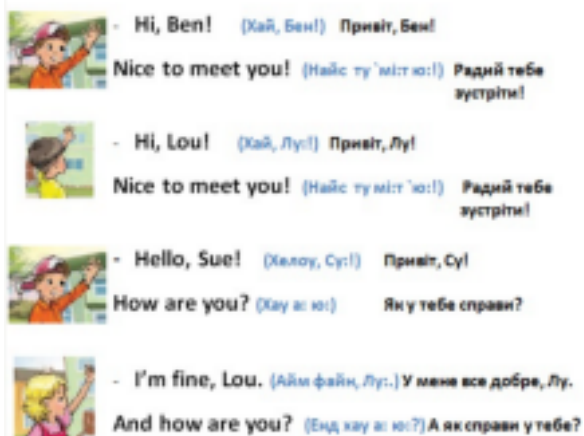 - Hi, Ben! (Хай, Бен!) Привіт, Бен!
Nice to meet you! (Найс ту `мі:т ю:!) Радий тебе
зустріти!
- Hi, Lou! (Хай, Лу:!) Привіт, Лу!
Nice to meet you! (Найс ту мі:т `ю:!) Радий тебе
зустріти!
- Hello, Sue! (Хелоу, Су:!) Привіт, Су!
How are you? (Хау а: ю:) Як у тебе справи?
- I'm fine, Lou. (Айм файн, Лу:.) У мене все добре, Лу.
And how are you? (Енд хау а: ю:?) А як справи у тебе?